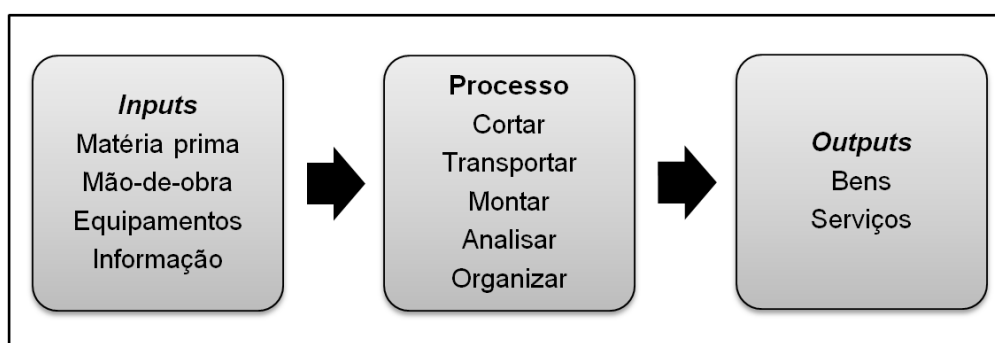 Inputs
Matéria prima
Mão-de-obra
Equipamentos
Informação
Processo
Cortar
Transportar
Montar
Analisar
Organizar
Outputs
Bens
Serviços